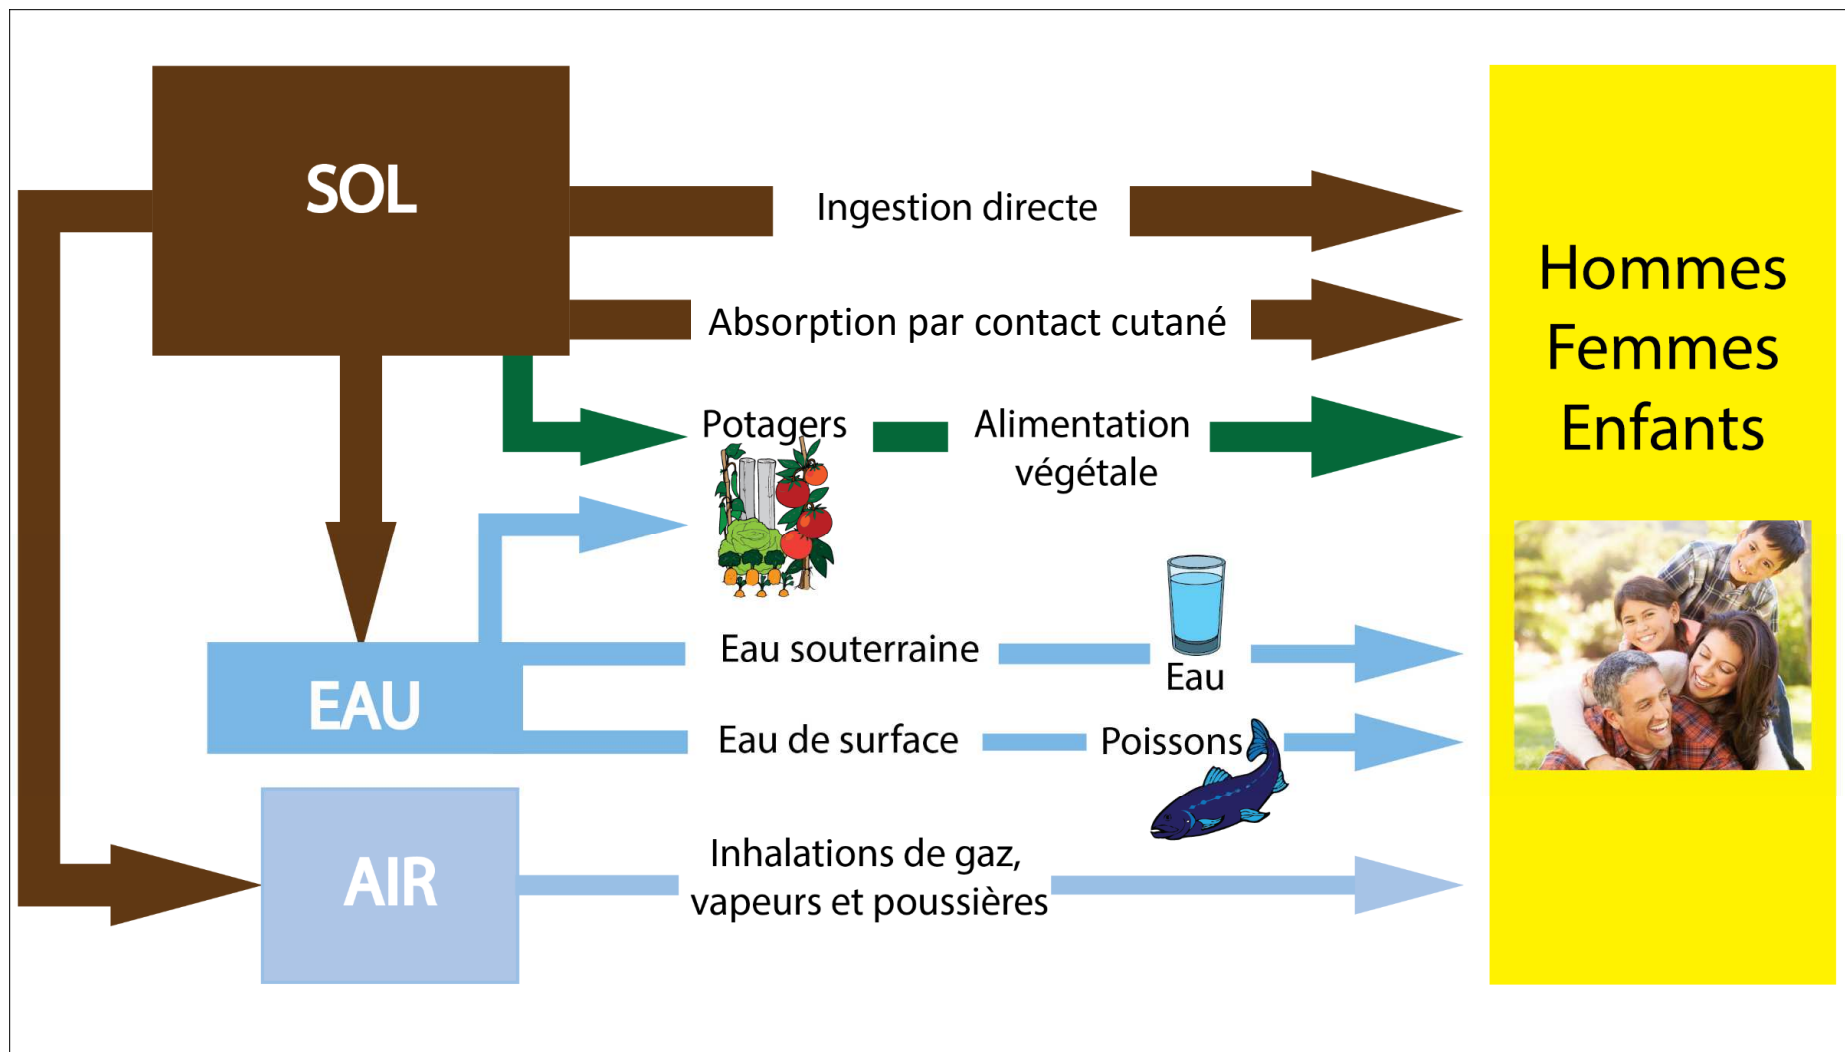 SOL
Ingestion directe
Absorption par contact cutané
Potagers
Alimentation
végétale
Hommes
Femmes
Enfants
EAU
Eau souterraine
Eau
Eau de surface
Poissons
AIR
Inhalations de gaz,
vapeurs et poussières